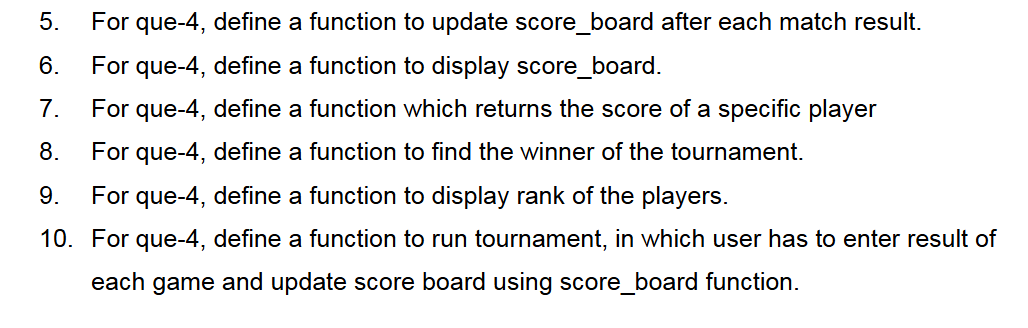 5. For que-4, define a function to update score_board after each match result.
6. For que-4, define a function to display score_board.
7. For que-4, define a function which returns the score of a specific player
8. For que-4, define a function to find the winner of the tournament.
9. For que-4, define a function to display rank of the players.
10. For que-4, define a function to run tournament, in which user has to enter result of
each game and update score board using score_board function.